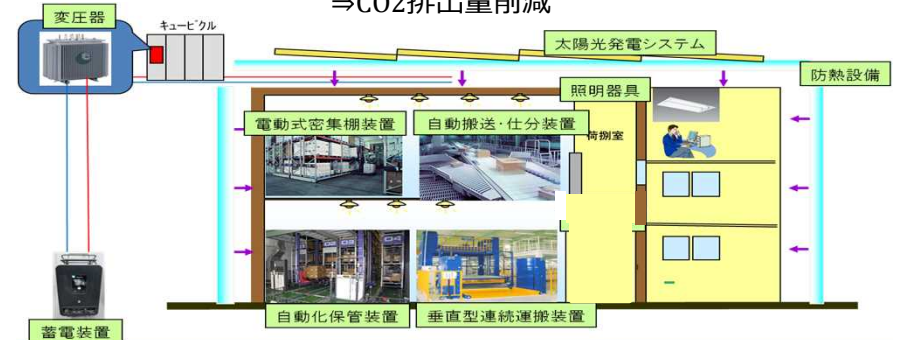 ⇒CO2排出量削減
変圧器
キュービクル
太陽光発電システム
防熱設備
照明器具
電動式密集棚装置
自動搬送・仕分装置
荷捌室
自動化保管装置
垂直型連続運搬装置
蓄電装置